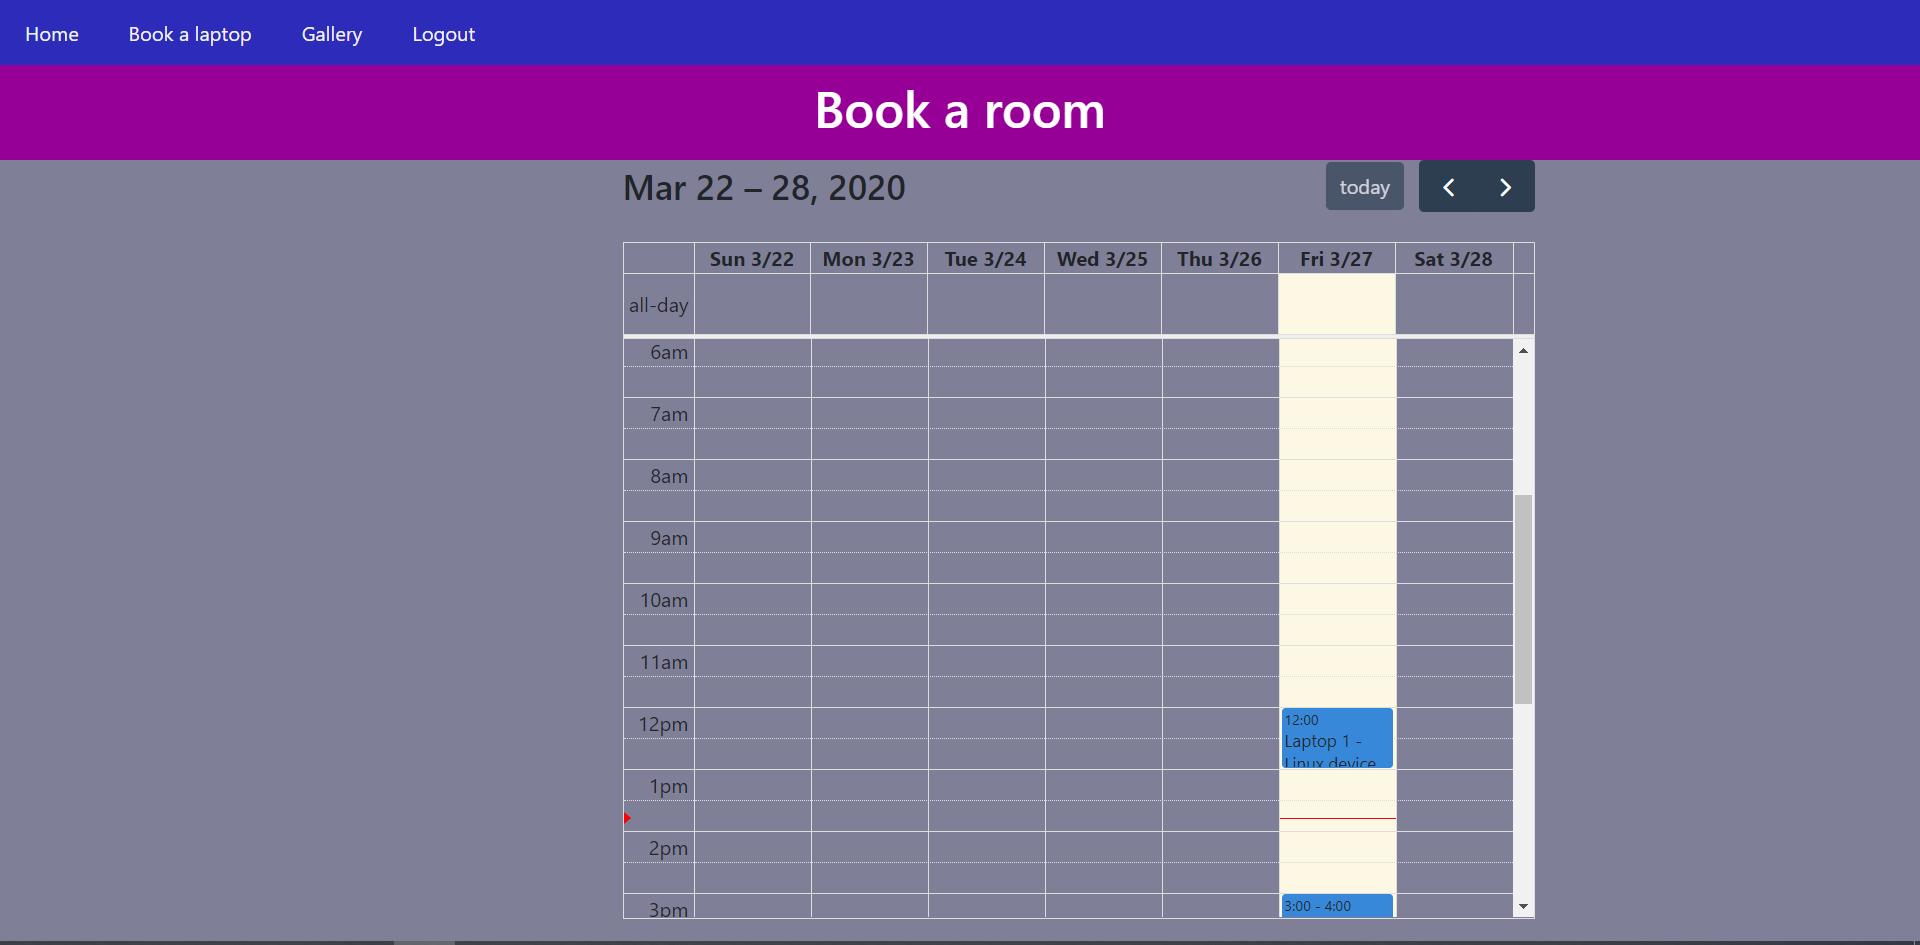 Home Book a laptop Gallery Logout
Book a room
Mar 22 – 28, 2020 today
Sun 3/22 Mon 3/23 Tue 3/24 Wed 3/25 Thu 3/26 Fri 3/27 Sat 3/28
all-day
6am
7am
8am
9am
10am
11am
12pm
12:00
Laptop 1 -
Linux device
1pm
2pm
3pm
3:00 - 4:00